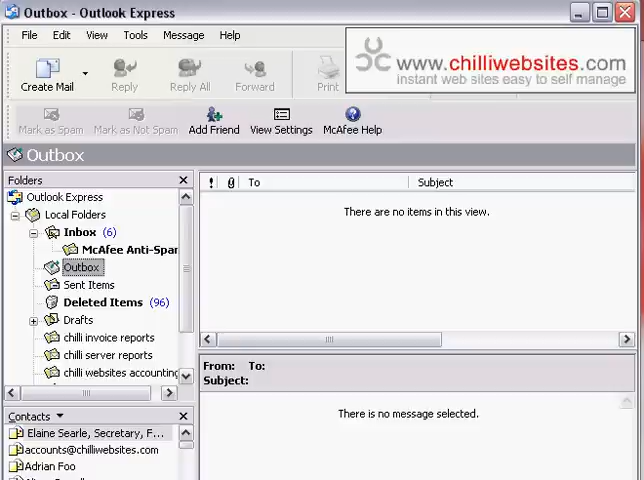 Outbox - Outlook Express
File Edit View Tools Message Help
www.chilliwebsites.com
instant web sites easy to self manage
Create Mail Reply Reply All Forward Print
Mark as Spam Mark as Not Spam Add Friend View Settings McAfee Help
Outbox
Folders
! To Subject
Outlook Express
There are no items in this view.
Local Folders
Inbox (6)
McAfee Anti-Spar
Outbox
Sent Items
Deleted Items (96)
Drafts
chilli invoice reports
chilli server reports
chilli websites accounting
From: To:
Subject:
There is no message selected.
Contacts
Elaine Searle, Secretary, F...
accounts@chilliwebsites.com
Adrian Foo